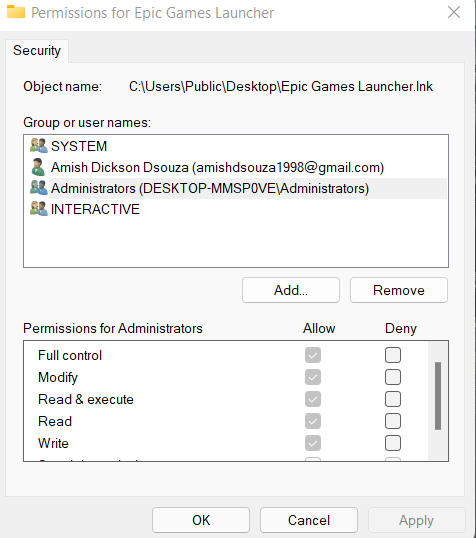 Permissions for Epic Games Launcher
Security
Object name: C:\Users\Public\Desktop\Epic Games Launcher.lnk
Group or user names:
SYSTEM
Amish Dickson Dsouza (amishdsouza1998@gmail.com)
Administrators (DESKTOP-MMSP0VE\Administrators)
INTERACTIVE
Add...
Remove
Permissions for Administrators Allow Deny
Full control
Modify
Read & execute
Read
Write
OK
Cancel
Apply